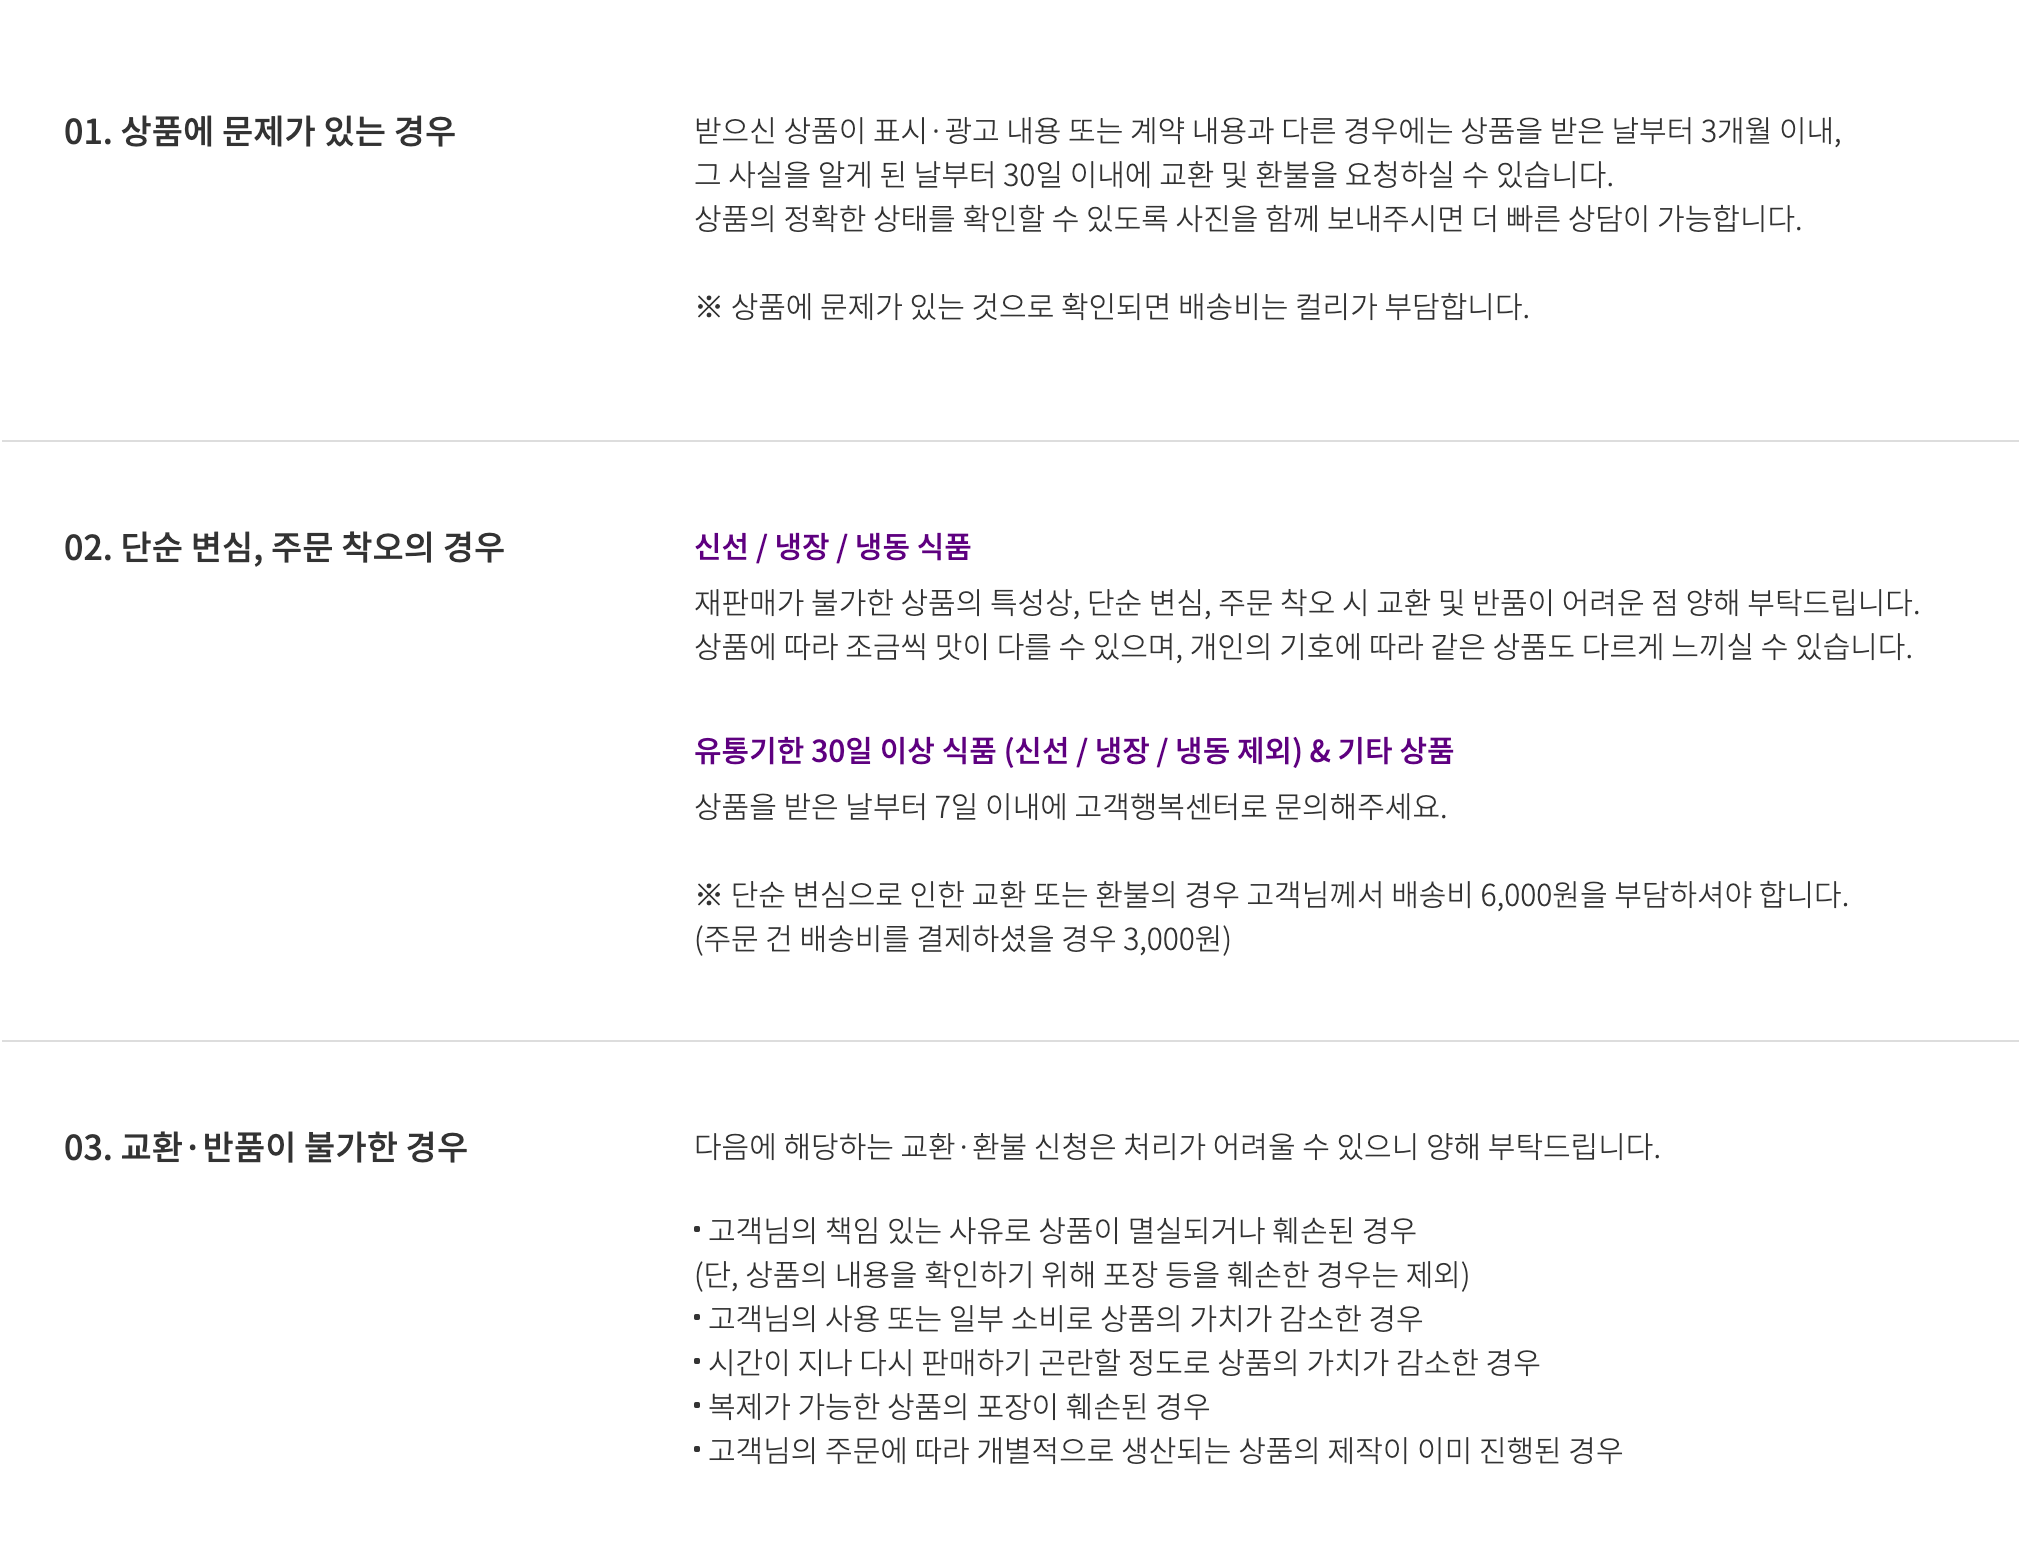 01. 상품에 문제가 있는 경우
받으신 상품이 표시·광고 내용 또는 계약 내용과 다른 경우에는 상품을 받은 날부터 3개월 이내,
그 사실을 알게 된 날부터 30일 이내에 교환 및 환불을 요청하실 수 있습니다.
상품의 정확한 상태를 확인할 수 있도록 사진을 함께 보내주시면 더 빠른 상담이 가능합니다.
※ 상품에 문제가 있는 것으로 확인되면 배송비는 컬리가 부담합니다.
02. 단순 변심, 주문 착오의 경우
신선 / 냉장 / 냉동 식품
재판매가 불가한 상품의 특성상, 단순 변심, 주문 착오 시 교환 및 반품이 어려운 점 양해 부탁드립니다.
상품에 따라 조금씩 맛이 다를 수 있으며, 개인의 기호에 따라 같은 상품도 다르게 느끼실 수 있습니다.
유통기한 30일 이상 식품 (신선 / 냉장 / 냉동 제외) & 기타 상품
상품을 받은 날부터 7일 이내에 고객행복센터로 문의해주세요.
※ 단순 변심으로 인한 교환 또는 환불의 경우 고객님께서 배송비 6,000원을 부담하셔야 합니다.
(주문 건 배송비를 결제하셨을 경우 3,000원)
03. 교환·반품이 불가한 경우
다음에 해당하는 교환·환불 신청은 처리가 어려울 수 있으니 양해 부탁드립니다.
• 고객님의 책임 있는 사유로 상품이 멸실되거나 훼손된 경우
(단, 상품의 내용을 확인하기 위해 포장 등을 훼손한 경우는 제외)
• 고객님의 사용 또는 일부 소비로 상품의 가치가 감소한 경우
• 시간이 지나 다시 판매하기 곤란할 정도로 상품의 가치가 감소한 경우
• 복제가 가능한 상품의 포장이 훼손된 경우
• 고객님의 주문에 따라 개별적으로 생산되는 상품의 제작이 이미 진행된 경우